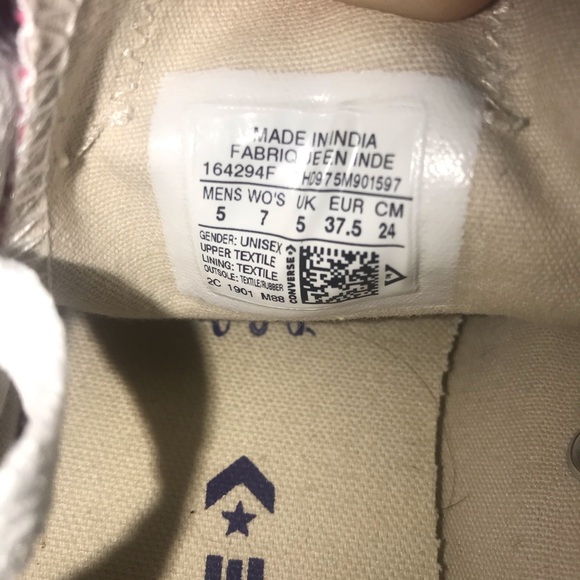 MADE IN INDIA
FABRIQUEE EN INDE
164294F H0975M901597
MENS WO'S UK EUR CM
5 7 5 37.5 24
GENDER: UNISEX
UPPER TEXTILE
LINING: TEXTILE
OUTSOLE: TEXTILE/RUBBER
2C 1901 M88
CONVERSE